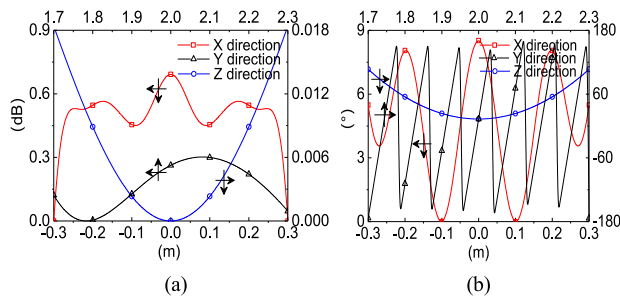 1.7 1.8 1.9 2.0 2.1 2.2 2.3
0.9 0.6 0.3 0.0
(dB)
X direction
Y direction
Z direction
0.018 0.012 0.006 0.000
-0.3 -0.2 -0.1 0.0 0.1 0.2 0.3
(m)
(a)
1.7 1.8 1.9 2.0 2.1 2.2 2.3
9 6 3 0
(°)
X direction
Y direction
Z direction
180 60 -60 -180
-0.3 -0.2 -0.1 0.0 0.1 0.2 0.3
(m)
(b)